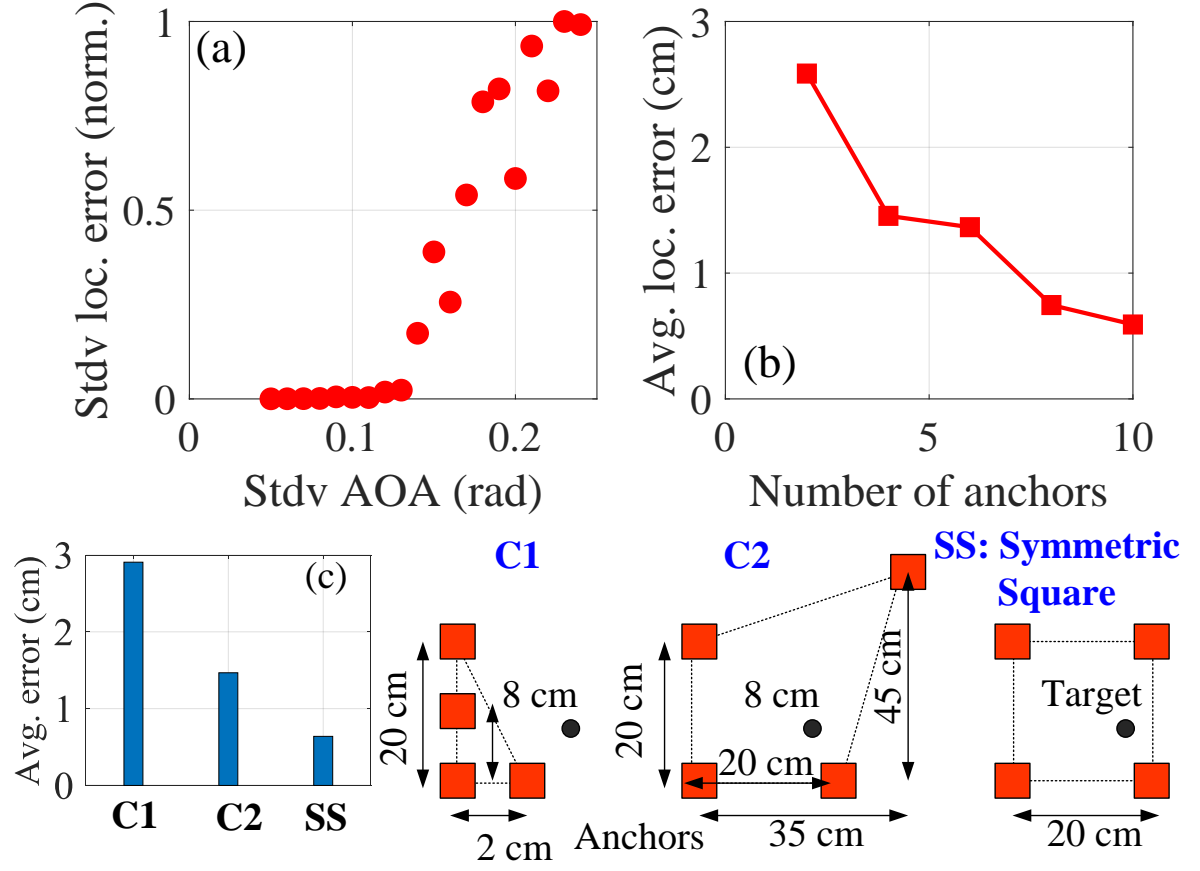 (a)
Stdv loc. error (norm.)
1
0.5
0
0
0.1
0.2
Stdv AOA (rad)
(b)
Avg. loc. error (cm)
3
2
1
0
0
5
10
Number of anchors
(c)
Avg. error (cm)
3
2
1
0
C1
C2
SS
C1
20 cm
8 cm
2 cm
Anchors
C2
20 cm
8 cm
45 cm
20 cm
35 cm
SS: Symmetric
Square
Target
20 cm